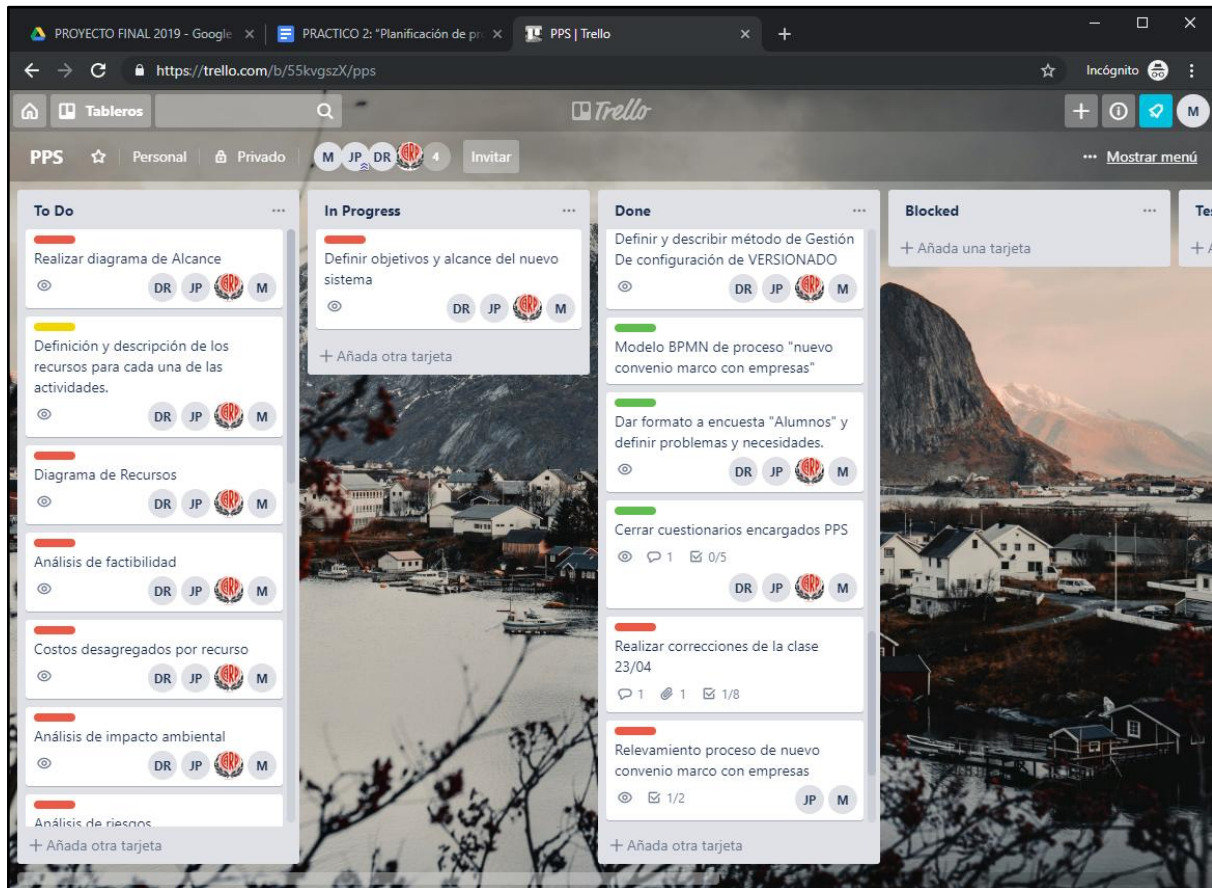 PROYECTO FINAL 2019 - Google
PRACTICO 2: "Planificación de pro
PPS | Trello
https://trello.com/b/55kvgszX/pps
Incógnito
Tableros
Trello
M
PPS
Personal
Privado
M JP DR 4
Invitar
Mostrar menú
To Do
Realizar diagrama de Alcance
DR JP M
Definición y descripción de los
recursos para cada una de las
actividades.
DR JP M
Diagrama de Recursos
DR JP M
Análisis de factibilidad
DR JP M
Costos desagregados por recurso
DR JP M
Análisis de impacto ambiental
DR JP M
Análisis de riesgos
+ Añada otra tarjeta
In Progress
Definir objetivos y alcance del nuevo
sistema
DR JP M
+ Añada otra tarjeta
Done
Definir y describir método de Gestión
De configuración de VERSIONADO
DR JP M
Modelo BPMN de proceso "nuevo
convenio marco con empresas"
Dar formato a encuesta "Alumnos" y
definir problemas y necesidades.
DR JP M
Cerrar cuestionarios encargados PPS
1 0/5
DR JP M
Realizar correcciones de la clase
23/04
1 1 1/8
Relevamiento proceso de nuevo
convenio marco con empresas
1/2 JP M
+ Añada otra tarjeta
Blocked
+ Añada una tarjeta